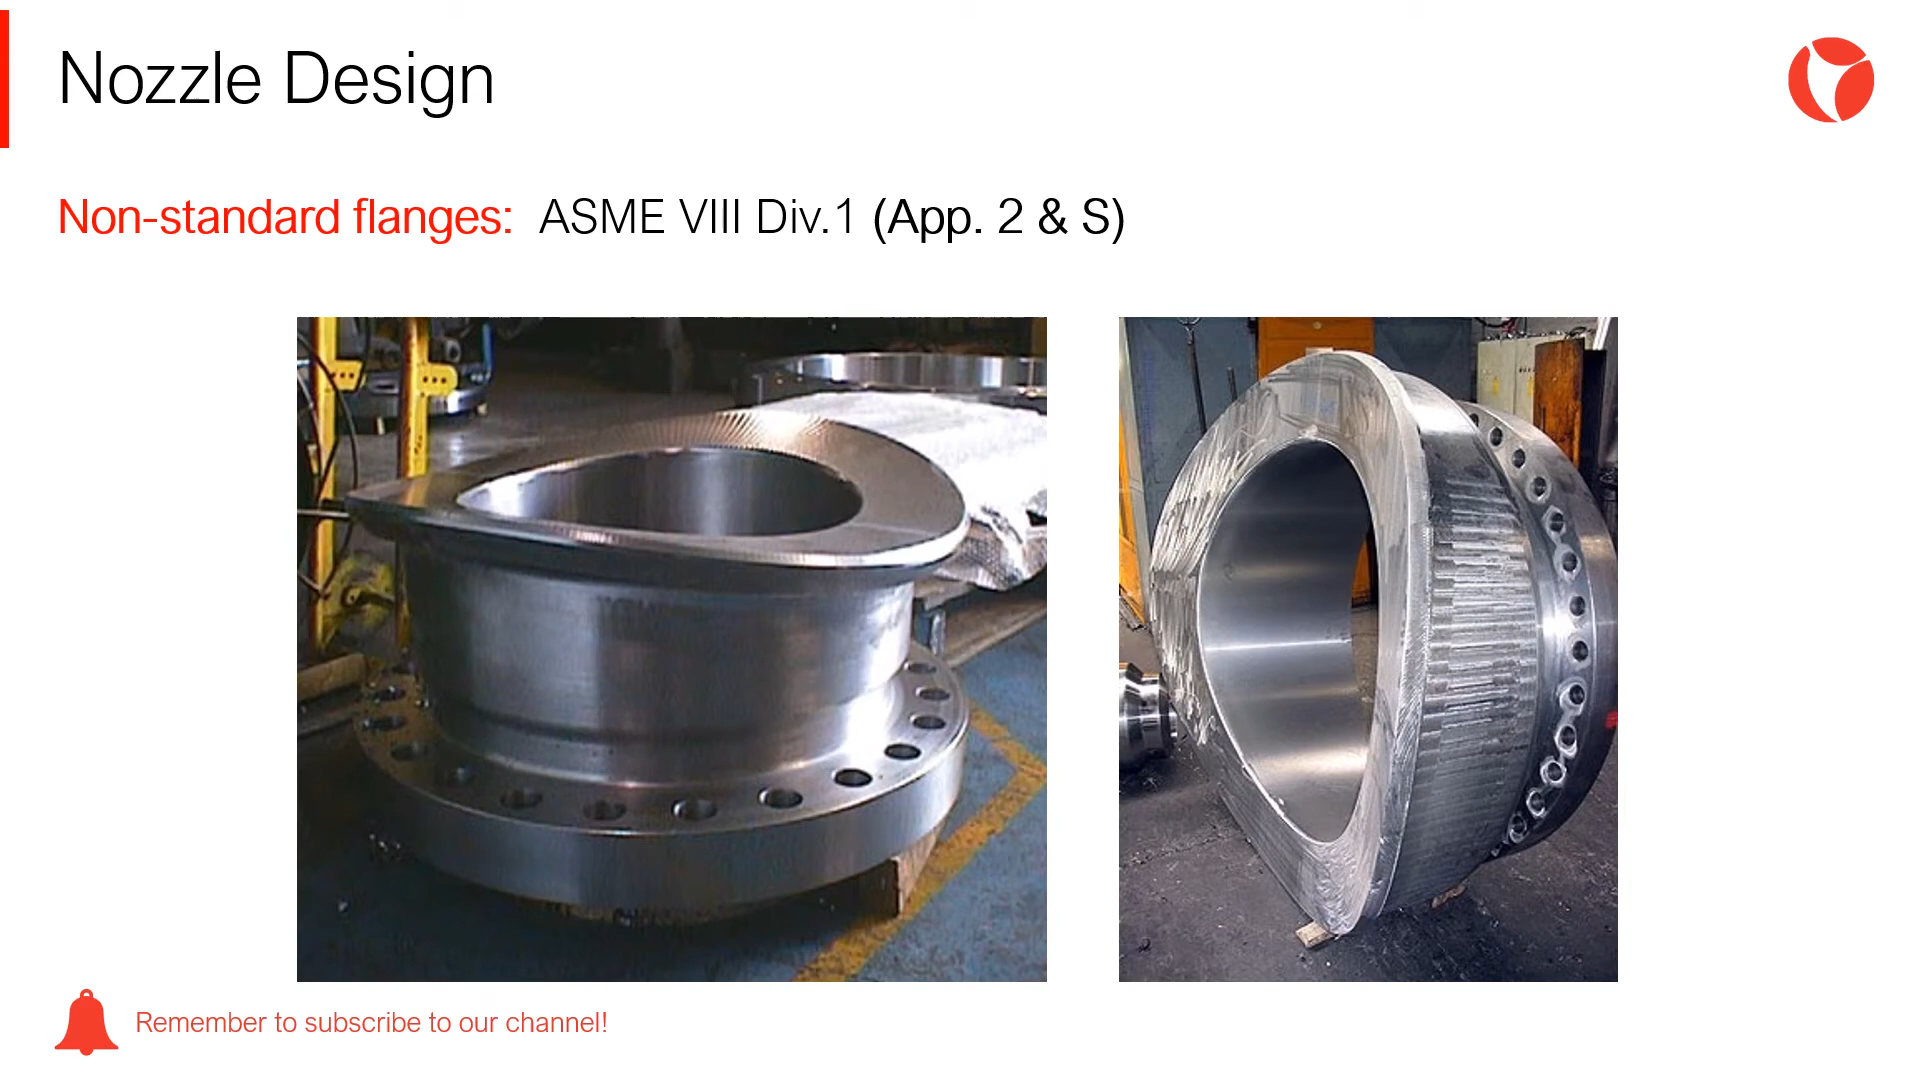 Nozzle Design
Non-standard flanges: ASME VIII Div.1 (App. 2 & S)
Remember to subscribe to our channel!